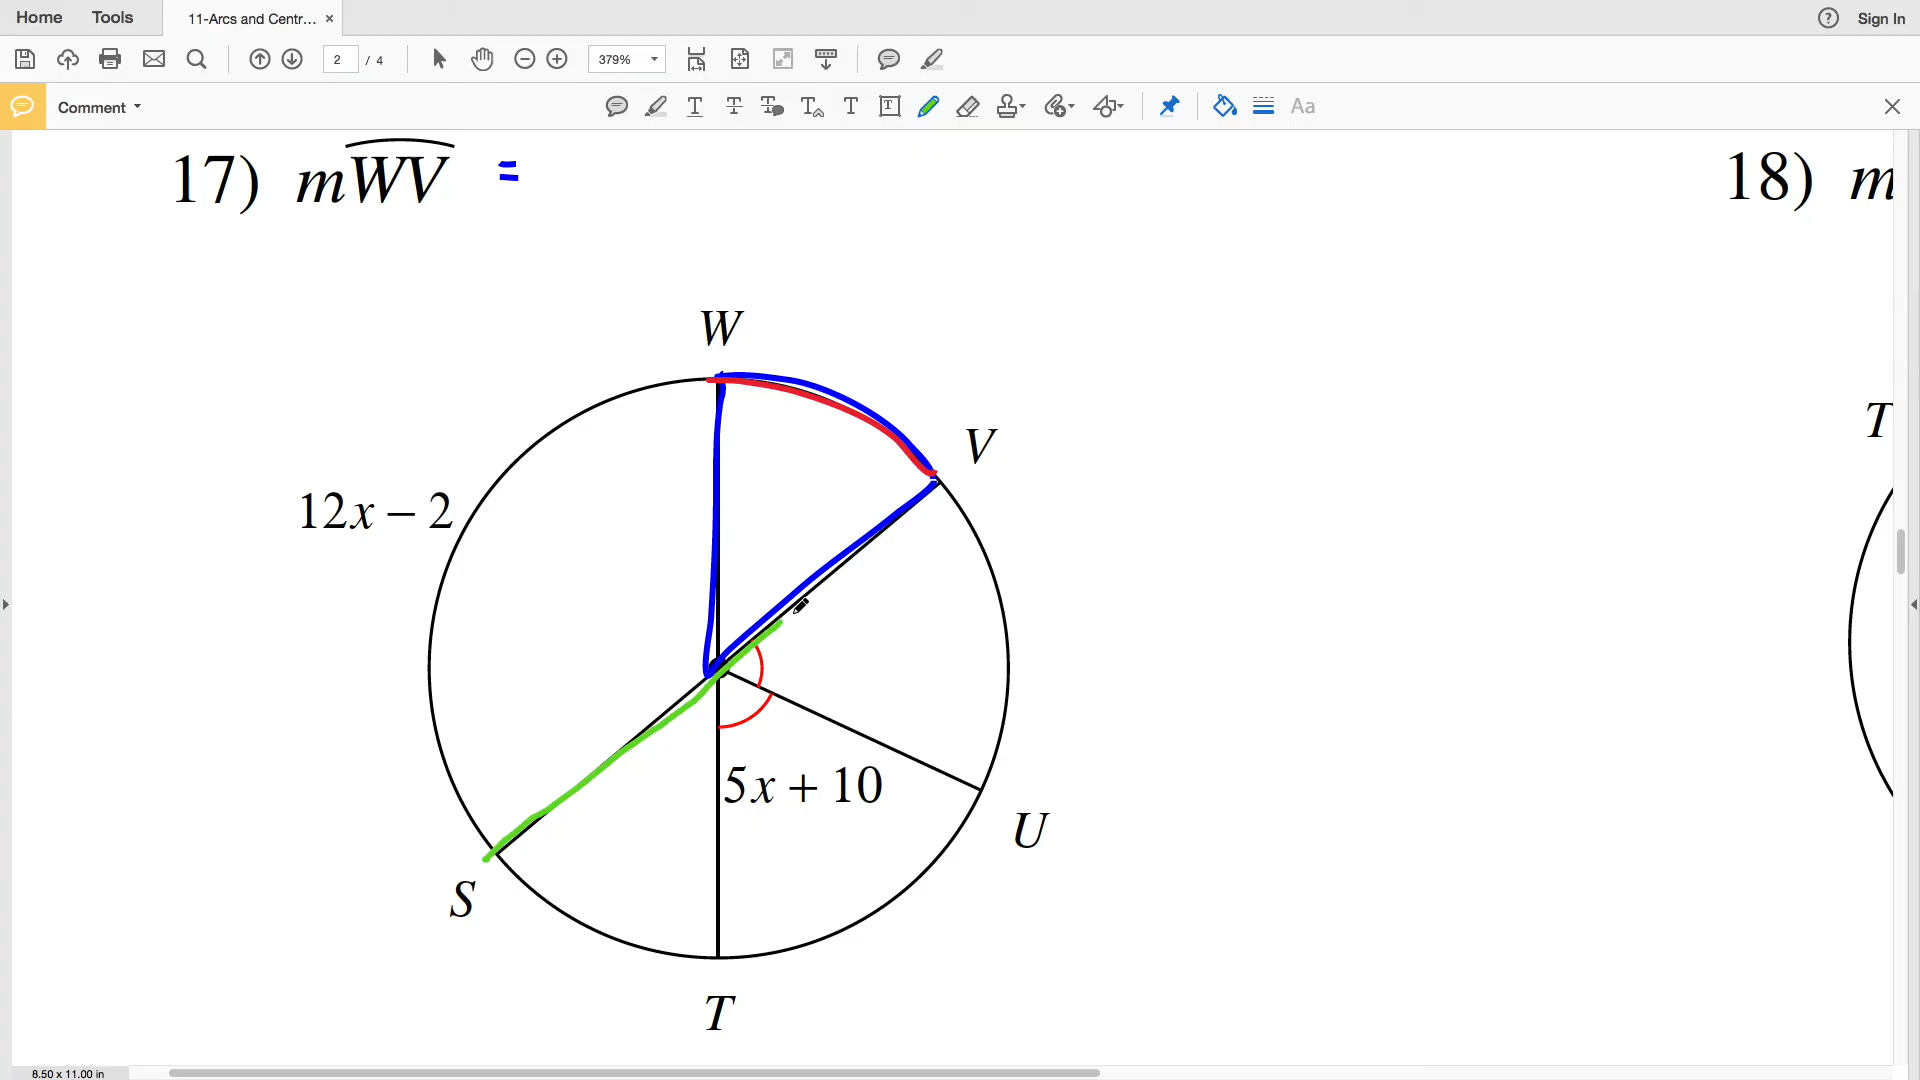 Home Tools 11-Arcs and Centr... × ? Sign In
2 / 4 379%
Comment T T T T T T Aa
17) mWV =
18) m
W
V
T
12x – 2
5x + 10
U
S
T
8.50 x 11.00 in